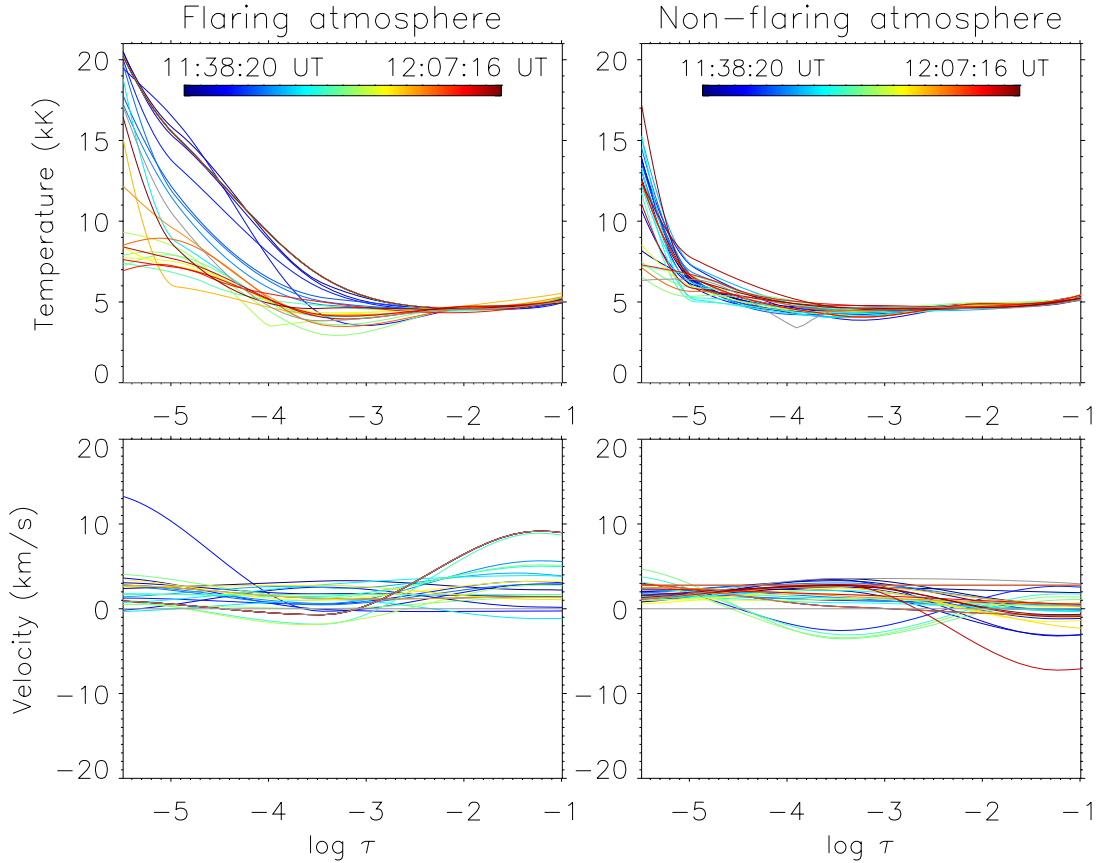 Flaring atmosphere
Non-flaring atmosphere
11:38:20 UT 12:07:16 UT
11:38:20 UT 12:07:16 UT
Temperature (kK)
20
15
10
5
0
20
15
10
5
0
-5 -4 -3 -2 -1
-5 -4 -3 -2 -1
Velocity (km/s)
20
10
0
-10
-20
20
10
0
-10
-20
-5 -4 -3 -2 -1
-5 -4 -3 -2 -1
log τ
log τ